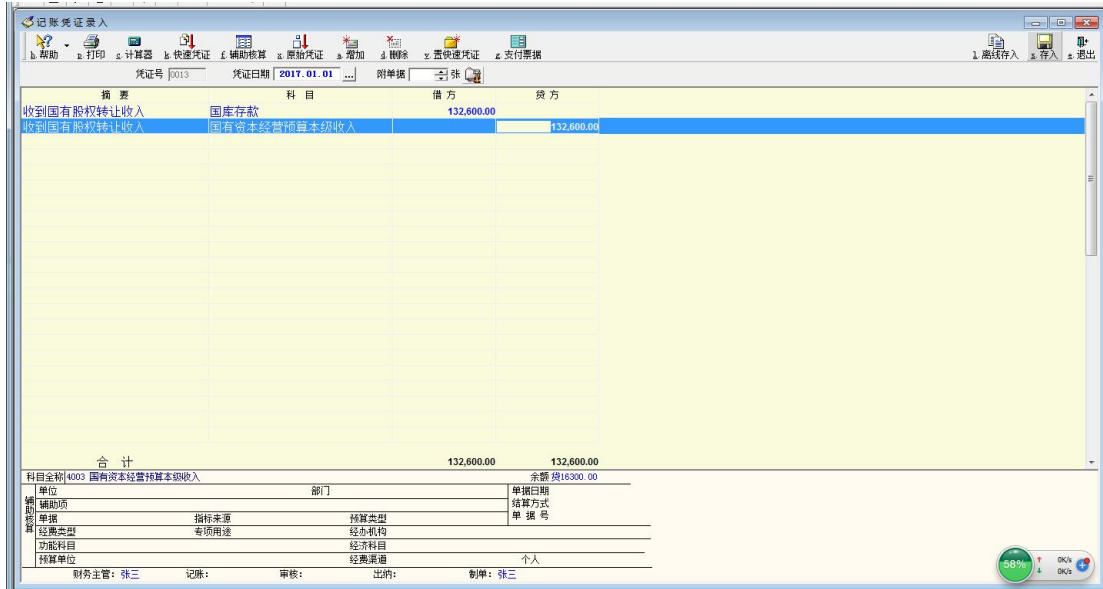 记账凭证录入
h.帮助 p.打印 c.计算器 k.快速凭证 f.辅助核算 x.原始凭证 a.增加 d.删除 v.责快速凭证 z.支付票据 l.离线存入 s.存入 e.退出
凭证号 0013 凭证日期 2017.01.01 ... 附单据 张
摘 要 科 目 借 方 贷 方
收到国有股权转让收入 国库存款 132,600.00
收到国有股权转让收入 国有资本经营预算本级收入 132,600.00
合 计 132,600.00 132,600.00
科目全称 4003 国有资本经营预算本级收入 余额 贷16300.00
辅助核算
单位 部门 单据日期
辅助项 结算方式
单据 指标来源 预算类型 单 据 号
经费类型 专项用途 经办机构
功能科目 经济科目
预算单位 经费渠道 个人
财务主管: 张三 记账: 审核: 出纳: 制单: 张三
58% 0K/s
0K/s